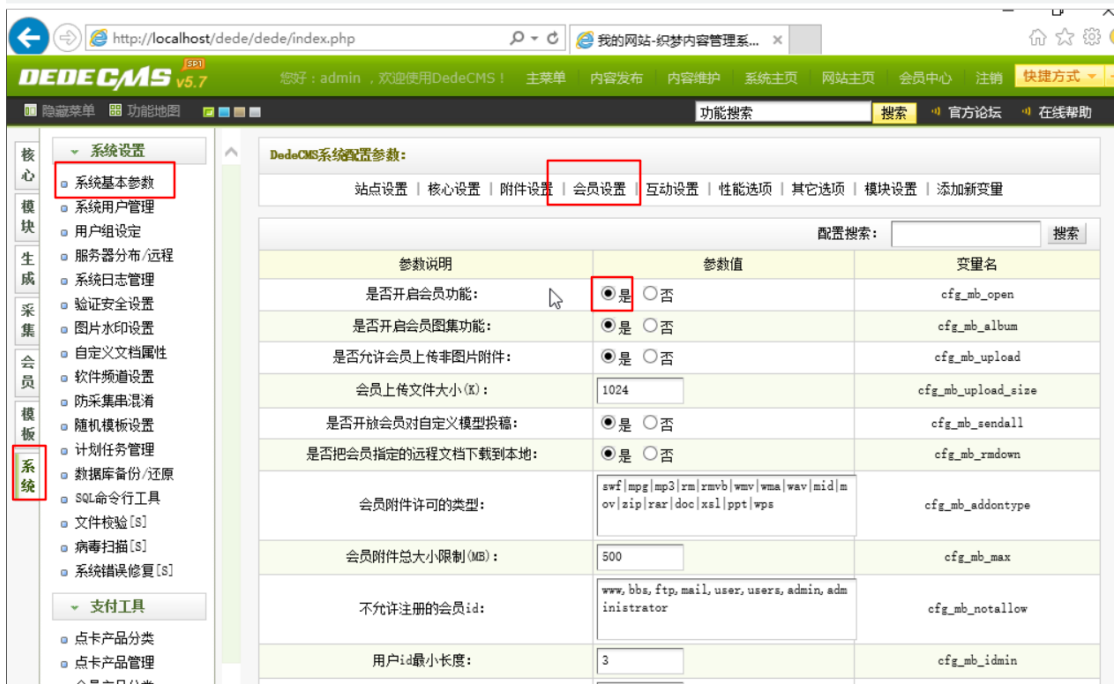 http://localhost/dede/dede/index.php
我的网站-织梦内容管理系...
DEDECMS v5.7 SP1
您好：admin ，欢迎使用DedeCMS！ 主菜单 内容发布 内容维护 系统主页 网站主页 会员中心 注销 快捷方式
隐藏菜单 功能地图 功能搜索 搜索 官方论坛 在线帮助
核心
模块
生成
采集
会员
模板
系统
系统设置
系统基本参数
系统用户管理
用户组设定
服务器分布/远程
系统日志管理
验证安全设置
图片水印设置
自定义文档属性
软件频道设置
防采集串混淆
随机模板设置
计划任务管理
数据库备份/还原
SQL命令行工具
文件校验[S]
病毒扫描[S]
系统错误修复[S]
支付工具
点卡产品分类
点卡产品管理
DedeCMS系统配置参数：
站点设置 | 核心设置 | 附件设置 | 会员设置 | 互动设置 | 性能选项 | 其它选项 | 模块设置 | 添加新变量
配置搜索： 搜索
参数说明 参数值 变量名
是否开启会员功能： 是 否 cfg_mb_open
是否开启会员图集功能： 是 否 cfg_mb_album
是否允许会员上传非图片附件： 是 否 cfg_mb_upload
会员上传文件大小(K)： 1024 cfg_mb_upload_size
是否开放会员对自定义模型投稿： 是 否 cfg_mb_sendall
是否把会员指定的远程文档下载到本地： 是 否 cfg_mb_rmdown
会员附件许可的类型： swf|mpg|mp3|rm|rmvb|wmv|wma|wav|mid|m
ov|zip|rar|doc|xsl|ppt|wps cfg_mb_addontype
会员附件总大小限制(MB)： 500 cfg_mb_max
不允许注册的会员id： www,bbs,ftp,mail,user,users,admin,adm
inistrator cfg_mb_notallow
用户id最小长度： 3 cfg_mb_idmin